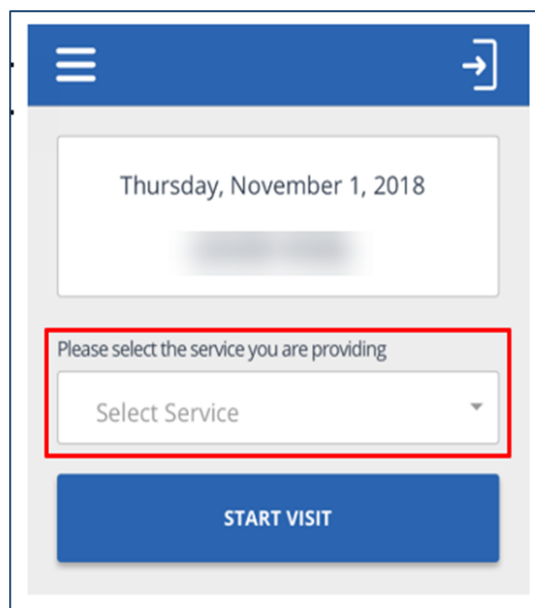 Thursday, November 1, 2018
Please select the service you are providing
Select Service
START VISIT